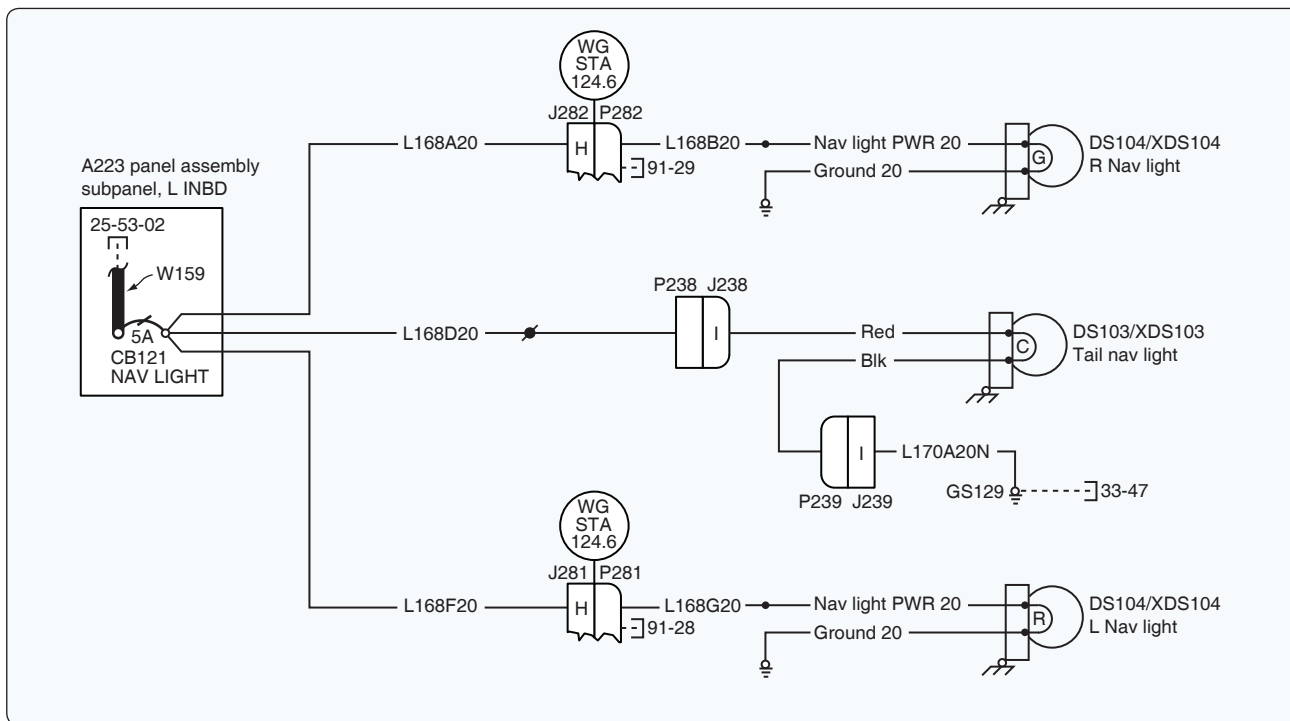 WG
STA
124.6
J282 P282
L168A20
H
L168B20
91-29
Nav light PWR 20
Ground 20
G
DS104/XDS104
R Nav light
A223 panel assembly
subpanel, L INBD
25-53-02
W159
5A
CB121
NAV LIGHT
L168D20
P238 J238
I
Red
Blk
C
DS103/XDS103
Tail nav light
I
L170A20N
P239 J239
GS129
33-47
WG
STA
124.6
J281 P281
L168F20
H
L168G20
91-28
Nav light PWR 20
Ground 20
R
DS104/XDS104
L Nav light